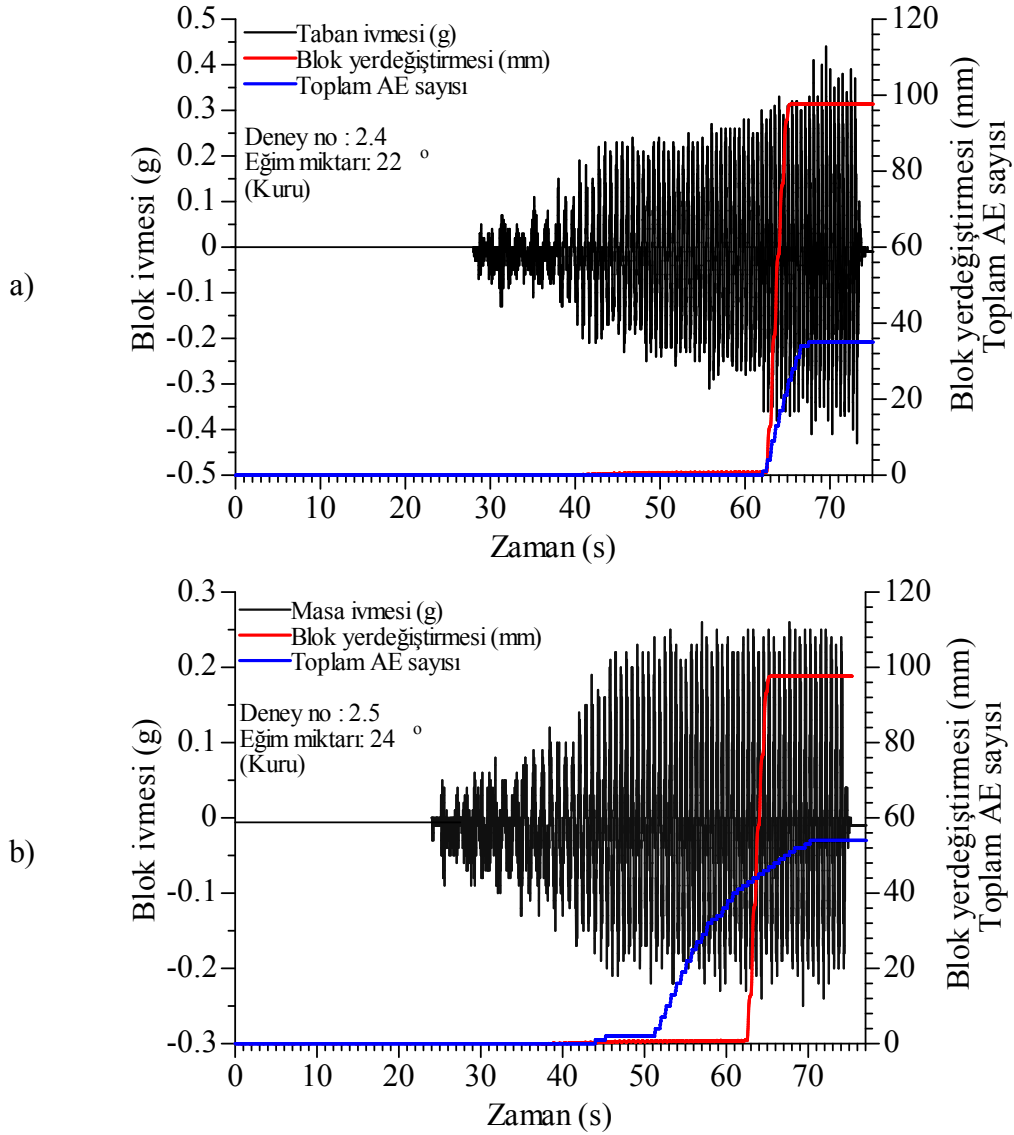 a)
0.5
0.4
0.3
0.2
0.1
0
-0.1
-0.2
-0.3
-0.4
-0.5
Blok ivmesi (g)
Taban ivmesi (g)
Blok yerdeğiştirmesi (mm)
Toplam AE sayısı
Deney no : 2.4
Eğim miktarı: 22 o
(Kuru)
120
100
80
60
40
20
0
Blok yerdeğiştirmesi (mm)
Toplam AE sayısı
0 10 20 30 40 50 60 70
Zaman (s)
b)
0.3
0.2
0.1
0
-0.1
-0.2
-0.3
Blok ivmesi (g)
Masa ivmesi (g)
Blok yerdeğiştirmesi (mm)
Toplam AE sayısı
Deney no : 2.5
Eğim miktarı: 24 o
(Kuru)
120
100
80
60
40
20
0
Blok yerdeğiştirmesi (mm)
Toplam AE sayısı
0 10 20 30 40 50 60 70
Zaman (s)